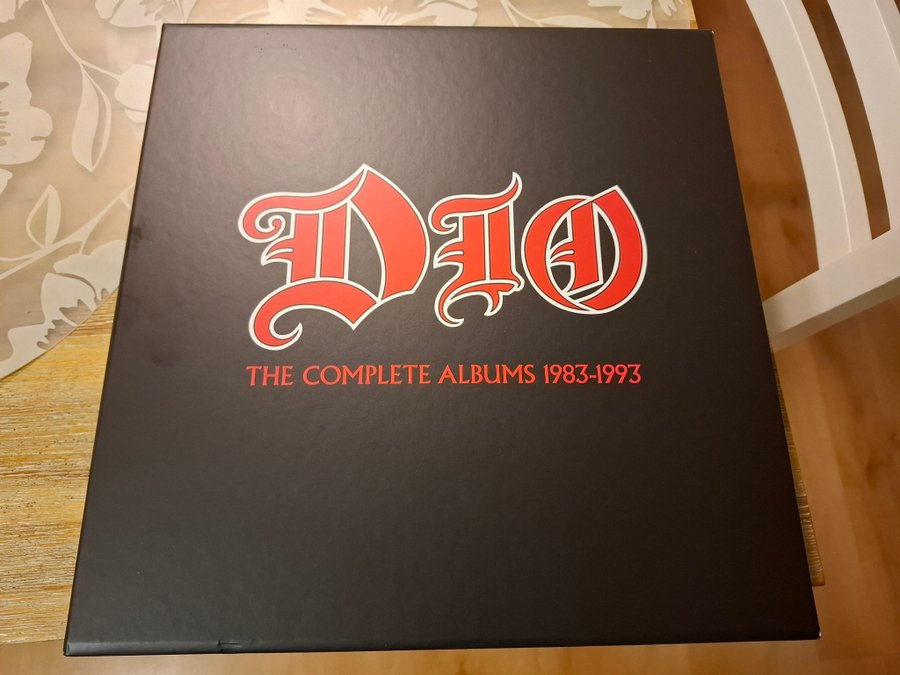 DIO
THE COMPLETE ALBUMS 1983-1993